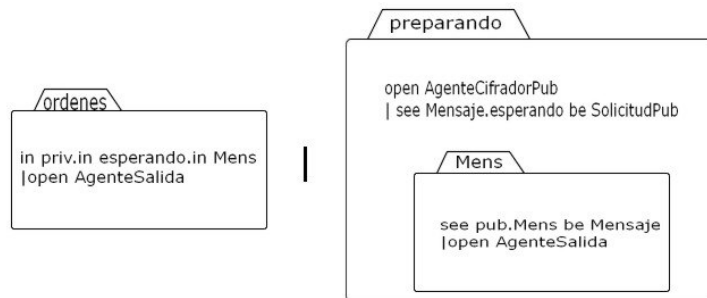 ordenes
in priv.in esperando.in Mens
|open AgenteSalida
|
preparando
open AgenteCifradorPub
| see Mensaje.esperando be SolicitudPub
Mens
see pub.Mens be Mensaje
|open AgenteSalida